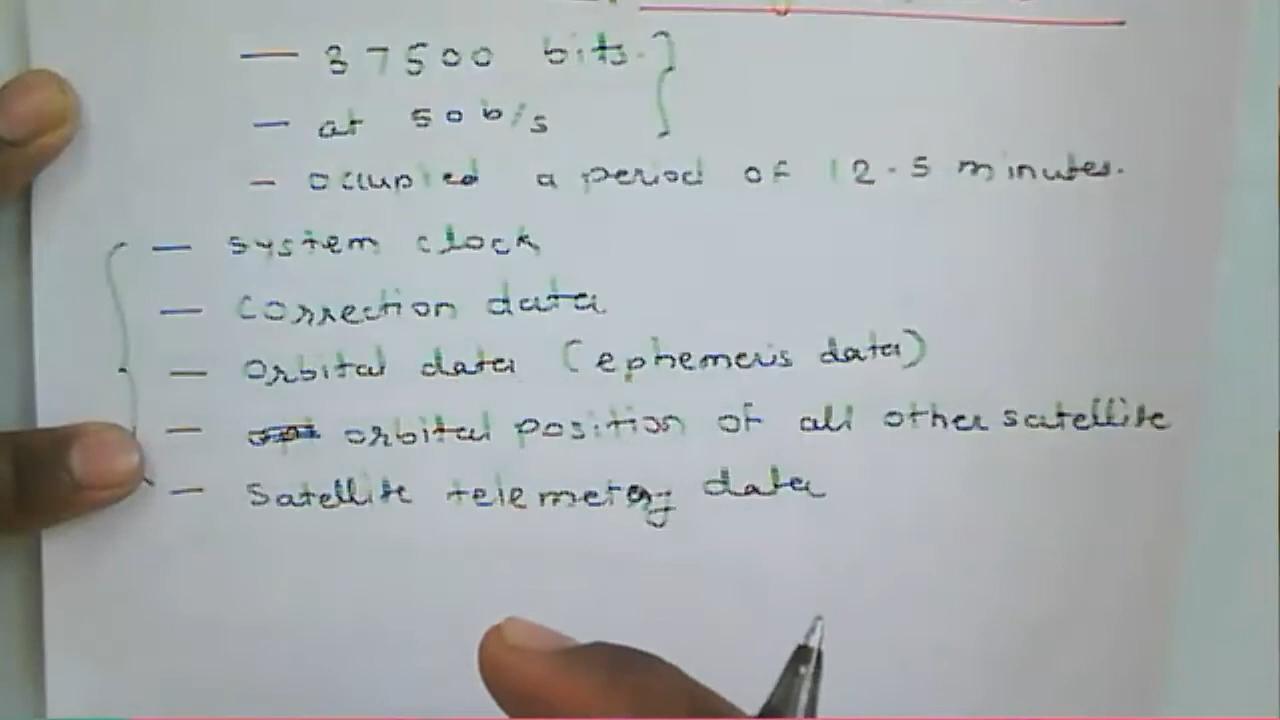 — 37500 bits.
— at 50 b/s
— occupied a period of 12.5 minutes.
— system clock
— correction data
— orbital data (ephemeris data)
— orbital position of all other satellite
— Satellite telemetry data